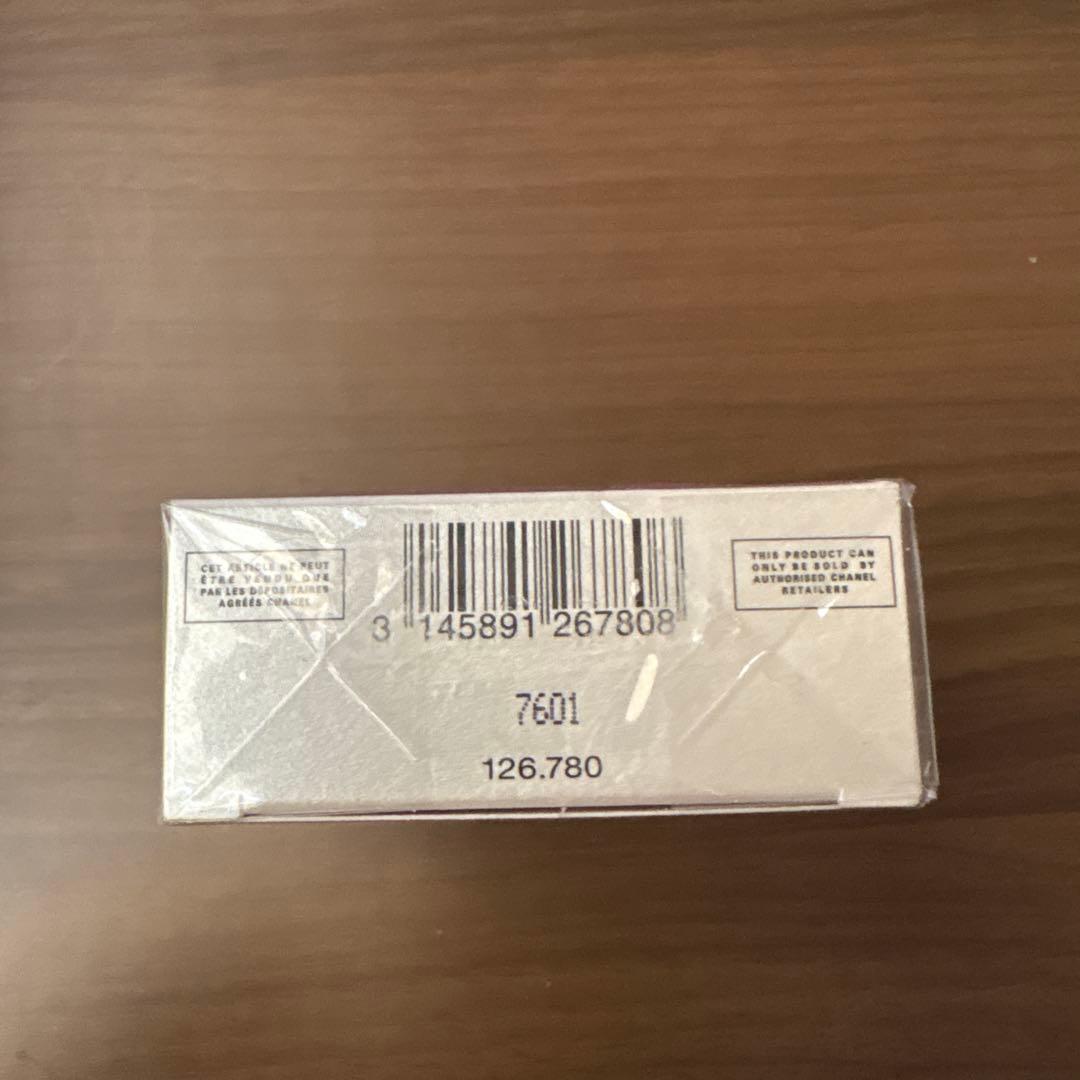 CET ARTICLE NE PEUT
ÊTRE VENDU QUE
PAR LES DÉPOSITAIRES
AGRÉÉS CHANEL
3 145891 267808
THIS PRODUCT CAN
ONLY BE SOLD BY
AUTHORISED CHANEL
RETAILERS
7601
126.780